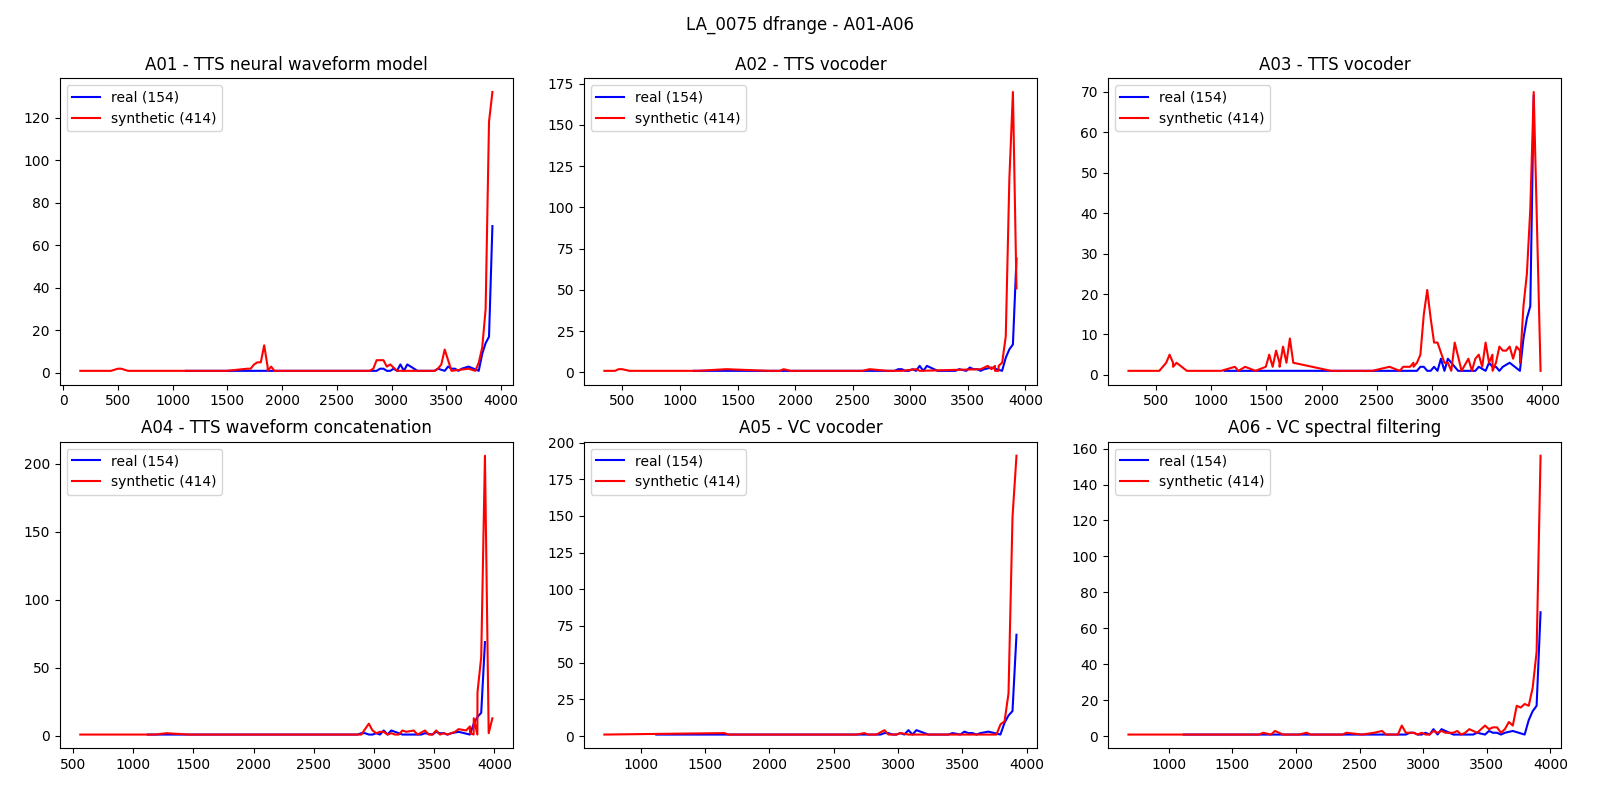 LA_0075 dfrange - A01-A06
A01 - TTS neural waveform model
real (154)
synthetic (414)
120
100
80
60
40
20
0
0 500 1000 1500 2000 2500 3000 3500 4000
A02 - TTS vocoder
real (154)
synthetic (414)
175
150
125
100
75
50
25
0
500 1000 1500 2000 2500 3000 3500 4000
A03 - TTS vocoder
real (154)
synthetic (414)
70
60
50
40
30
20
10
0
500 1000 1500 2000 2500 3000 3500 4000
A04 - TTS waveform concatenation
real (154)
synthetic (414)
200
150
100
50
0
500 1000 1500 2000 2500 3000 3500 4000
A05 - VC vocoder
real (154)
synthetic (414)
200
175
150
125
100
75
50
25
0
1000 1500 2000 2500 3000 3500 4000
A06 - VC spectral filtering
real (154)
synthetic (414)
160
140
120
100
80
60
40
20
0
1000 1500 2000 2500 3000 3500 4000